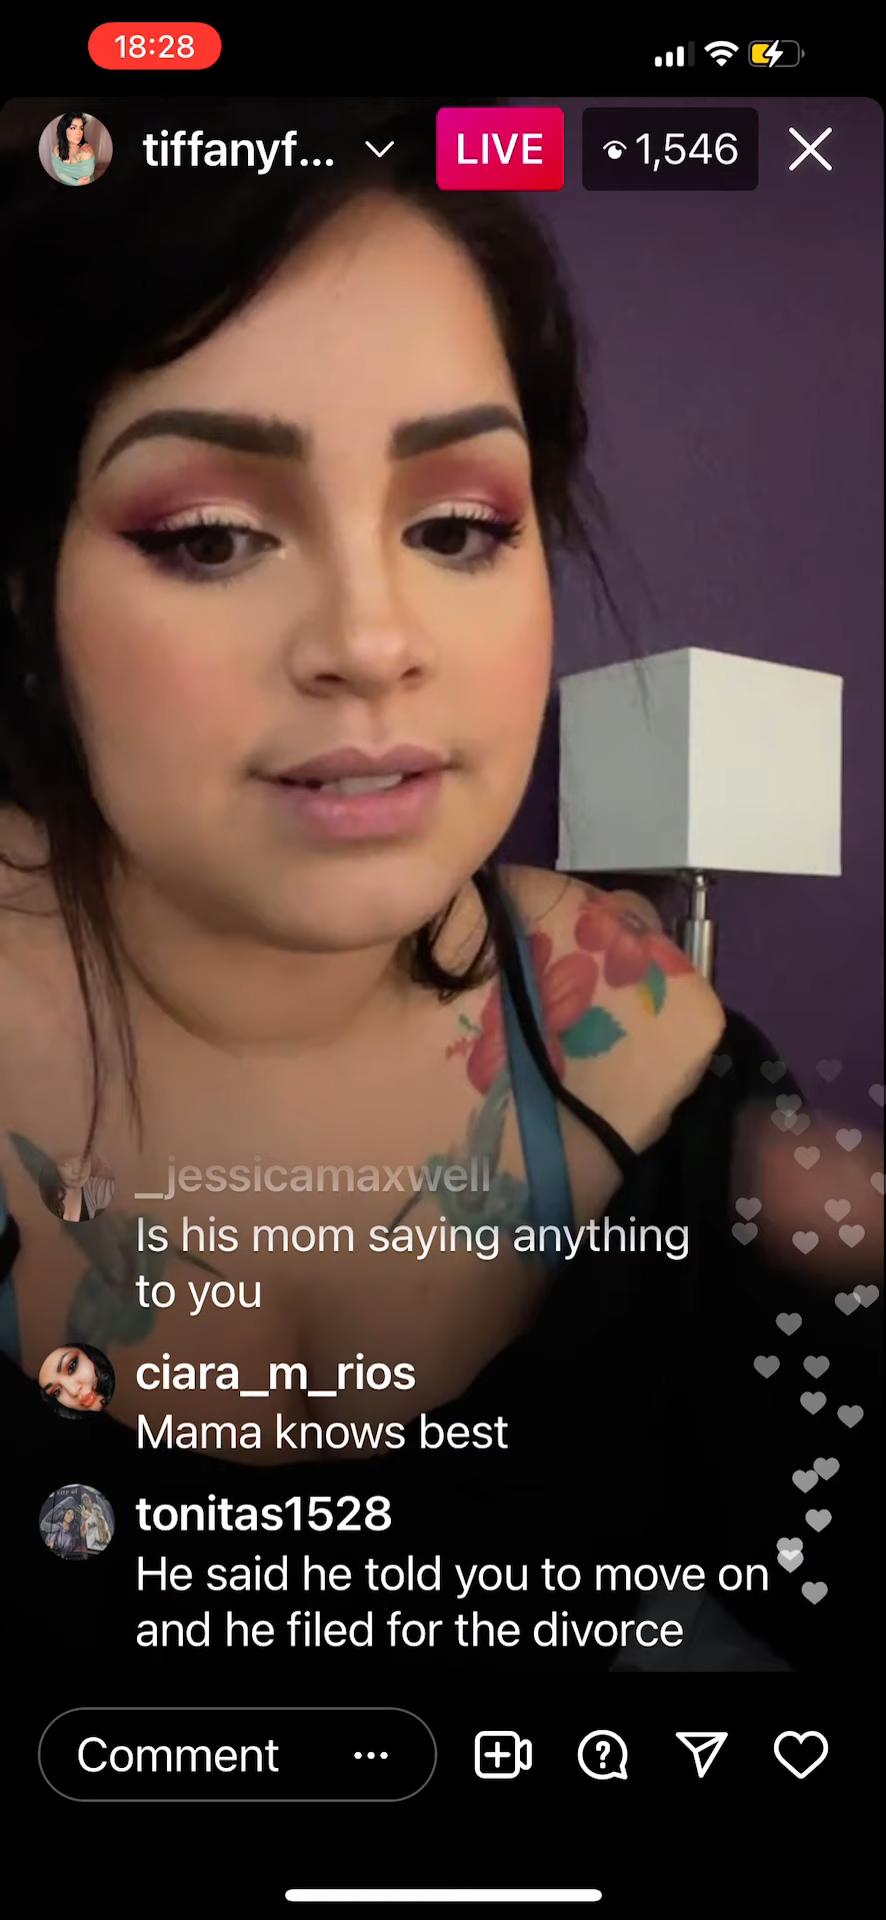 18:28
tiffanyf...
LIVE
1,546
_jessicamaxwell
Is his mom saying anything
to you
ciara_m_rios
Mama knows best
tonitas1528
He said he told you to move on
and he filed for the divorce
Comment